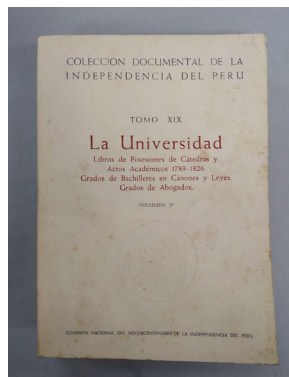 COLECCION DOCUMENTAL DE LA
INDEPENDENCIA DEL PERU
TOMO XIX
La Universidad
Libros de Posesiones de Cátedras y
Actos Académicos 1789-1826.
Grados de Bachilleres en Cánones y Leyes.
Grados de Abogados.
VOLUMEN
COMISION NACIONAL DEL SESQUICENTENARIO DE LA INDEPENDENCIA DEL PERU